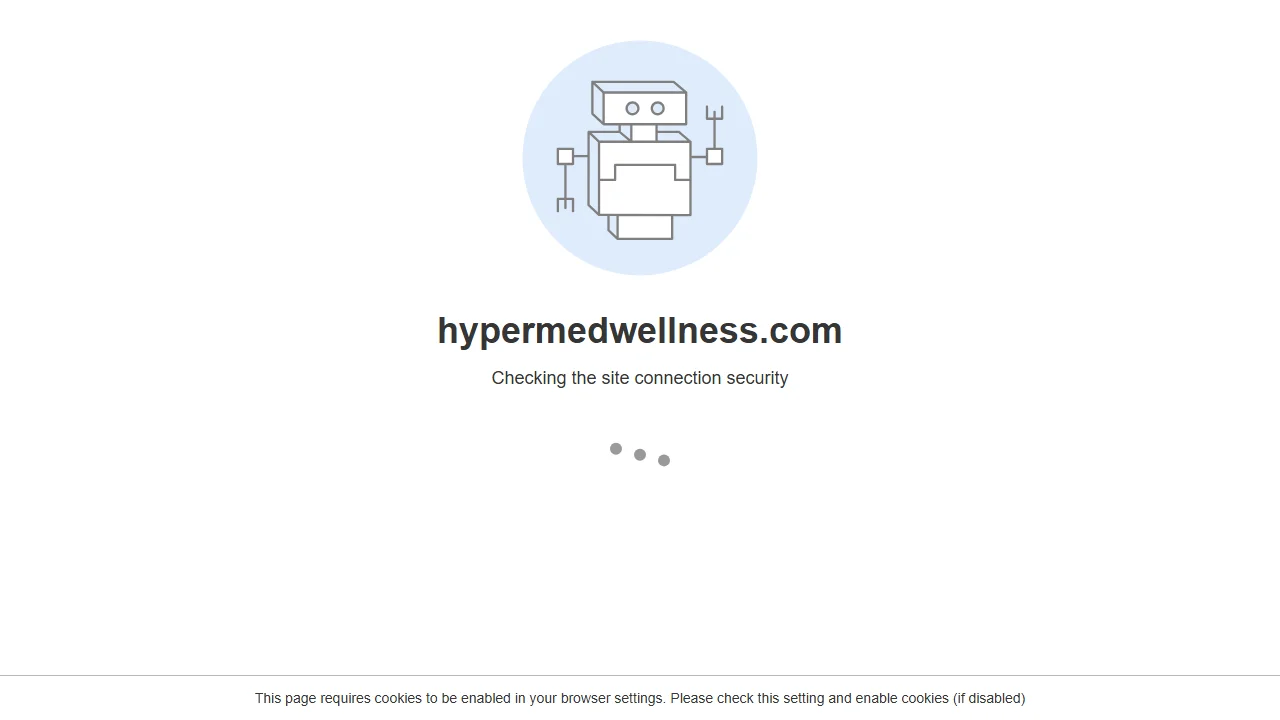 hypermedwellness.com
Checking the site connection security
This page requires cookies to be enabled in your browser settings. Please check this setting and enable cookies (if disabled)